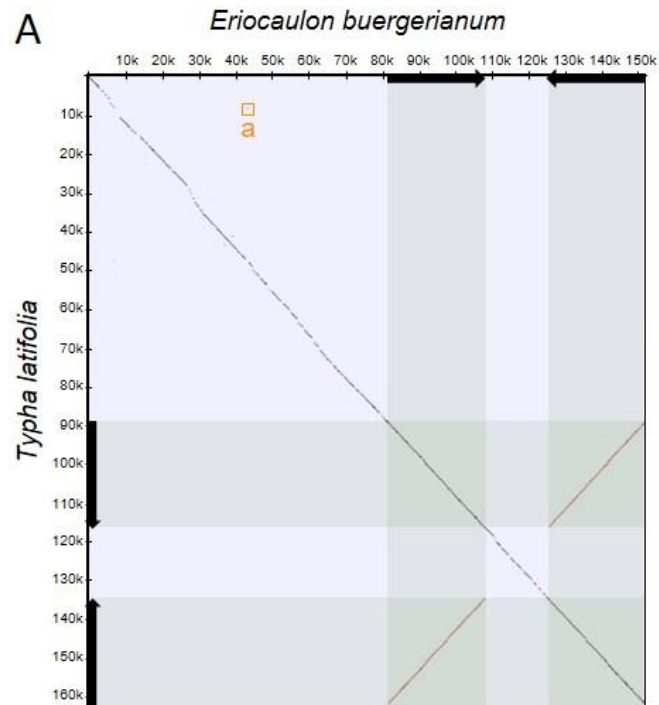 A
Eriocaulon buergerianum
10k 20k 30k 40k 50k 60k 70k 80k 90k 100k 110k 120k 130k 140k 150k
Typha latifolia
10k
20k
30k
40k
50k
60k
70k
80k
90k
100k
110k
120k
130k
140k
150k
160k
a